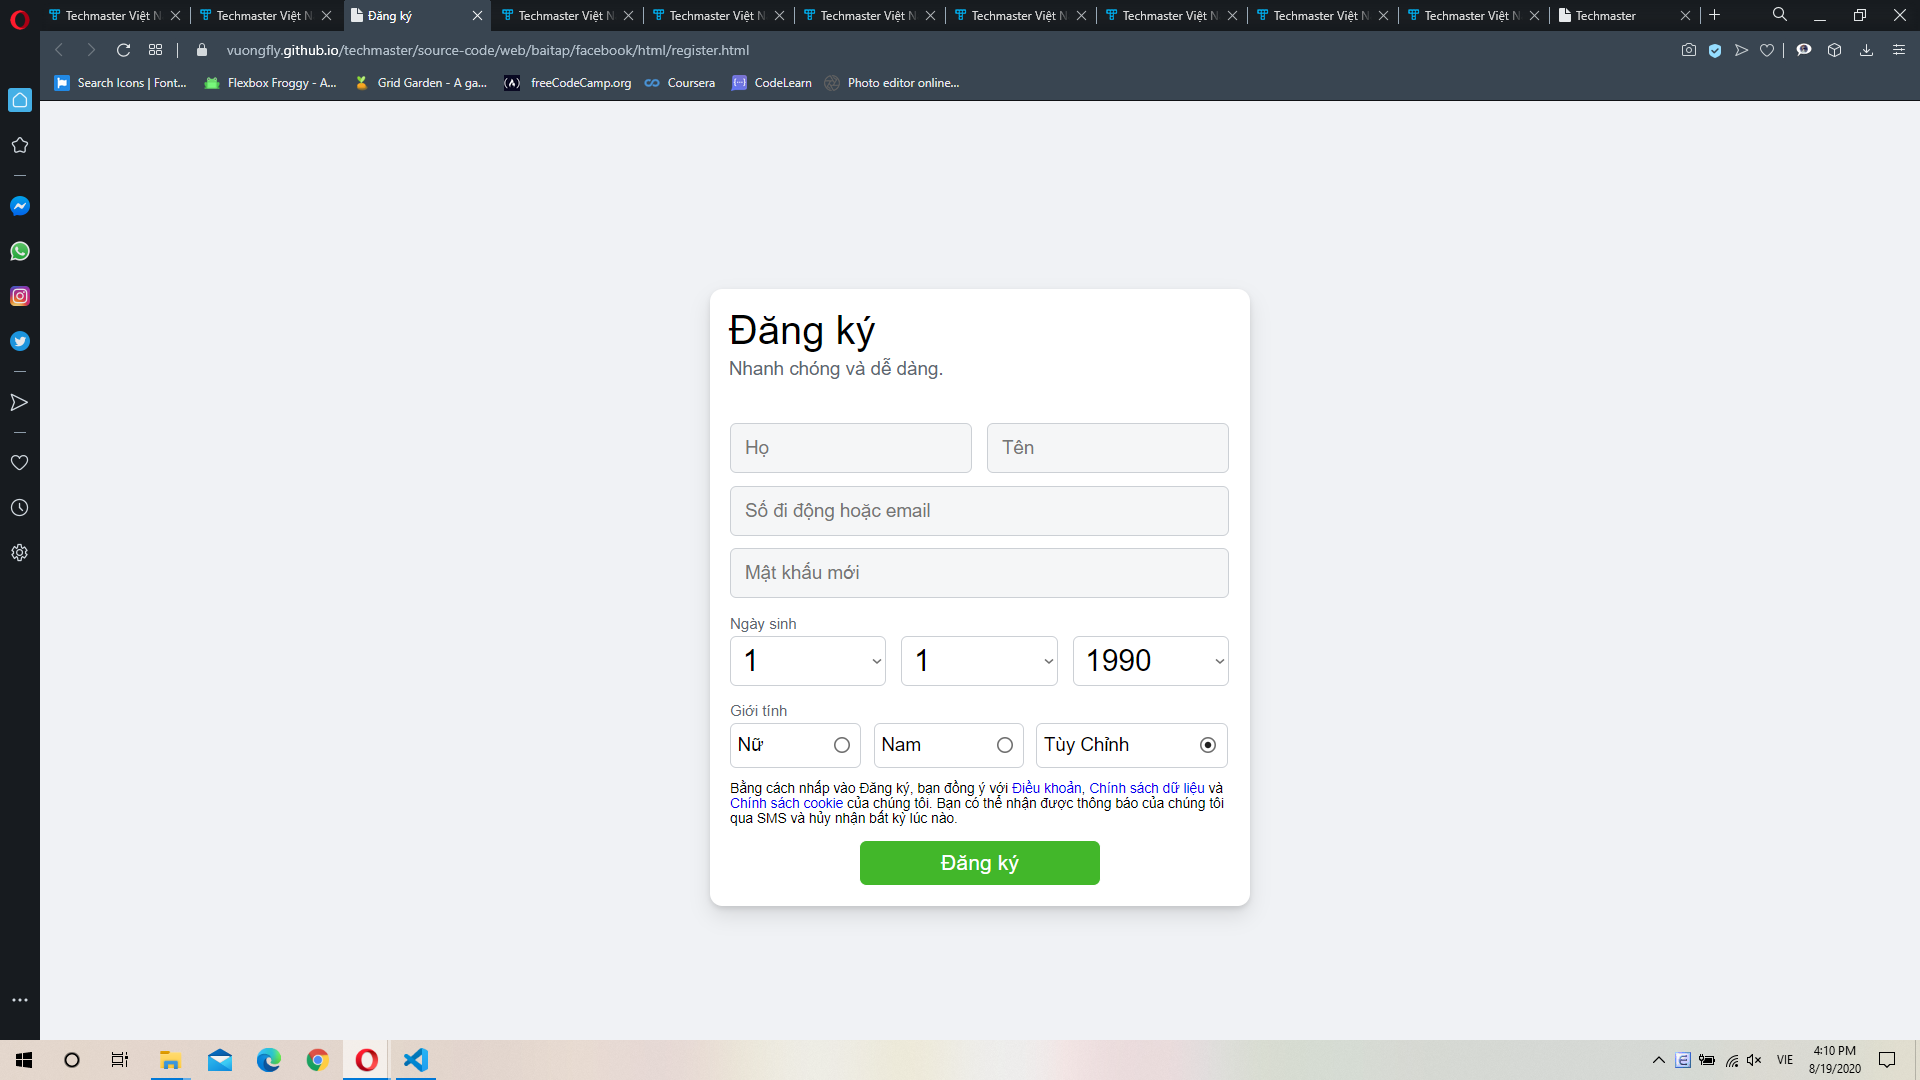 Techmaster Việt N
Techmaster Việt N
Đăng ký
Techmaster Việt N
Techmaster Việt N
Techmaster Việt N
Techmaster Việt N
Techmaster Việt N
Techmaster Việt N
Techmaster Việt N
Techmaster
vuongfly.github.io/techmaster/source-code/web/baitap/facebook/html/register.html
Search Icons | Font...
Flexbox Froggy - A...
Grid Garden - A ga...
freeCodeCamp.org
Coursera
CodeLearn
Photo editor online...
Đăng ký
Nhanh chóng và dễ dàng.
Họ
Tên
Số đi động hoặc email
Mật khẩu mới
Ngày sinh
1
1
1990
Giới tính
Nữ
Nam
Tùy Chỉnh
Bằng cách nhấp vào Đăng ký, bạn đồng ý với Điều khoản, Chính sách dữ liệu và
Chính sách cookie của chúng tôi. Bạn có thể nhận được thông báo của chúng tôi
qua SMS và hủy nhận bất kỳ lúc nào.
Đăng ký
VIE
4:10 PM
8/19/2020